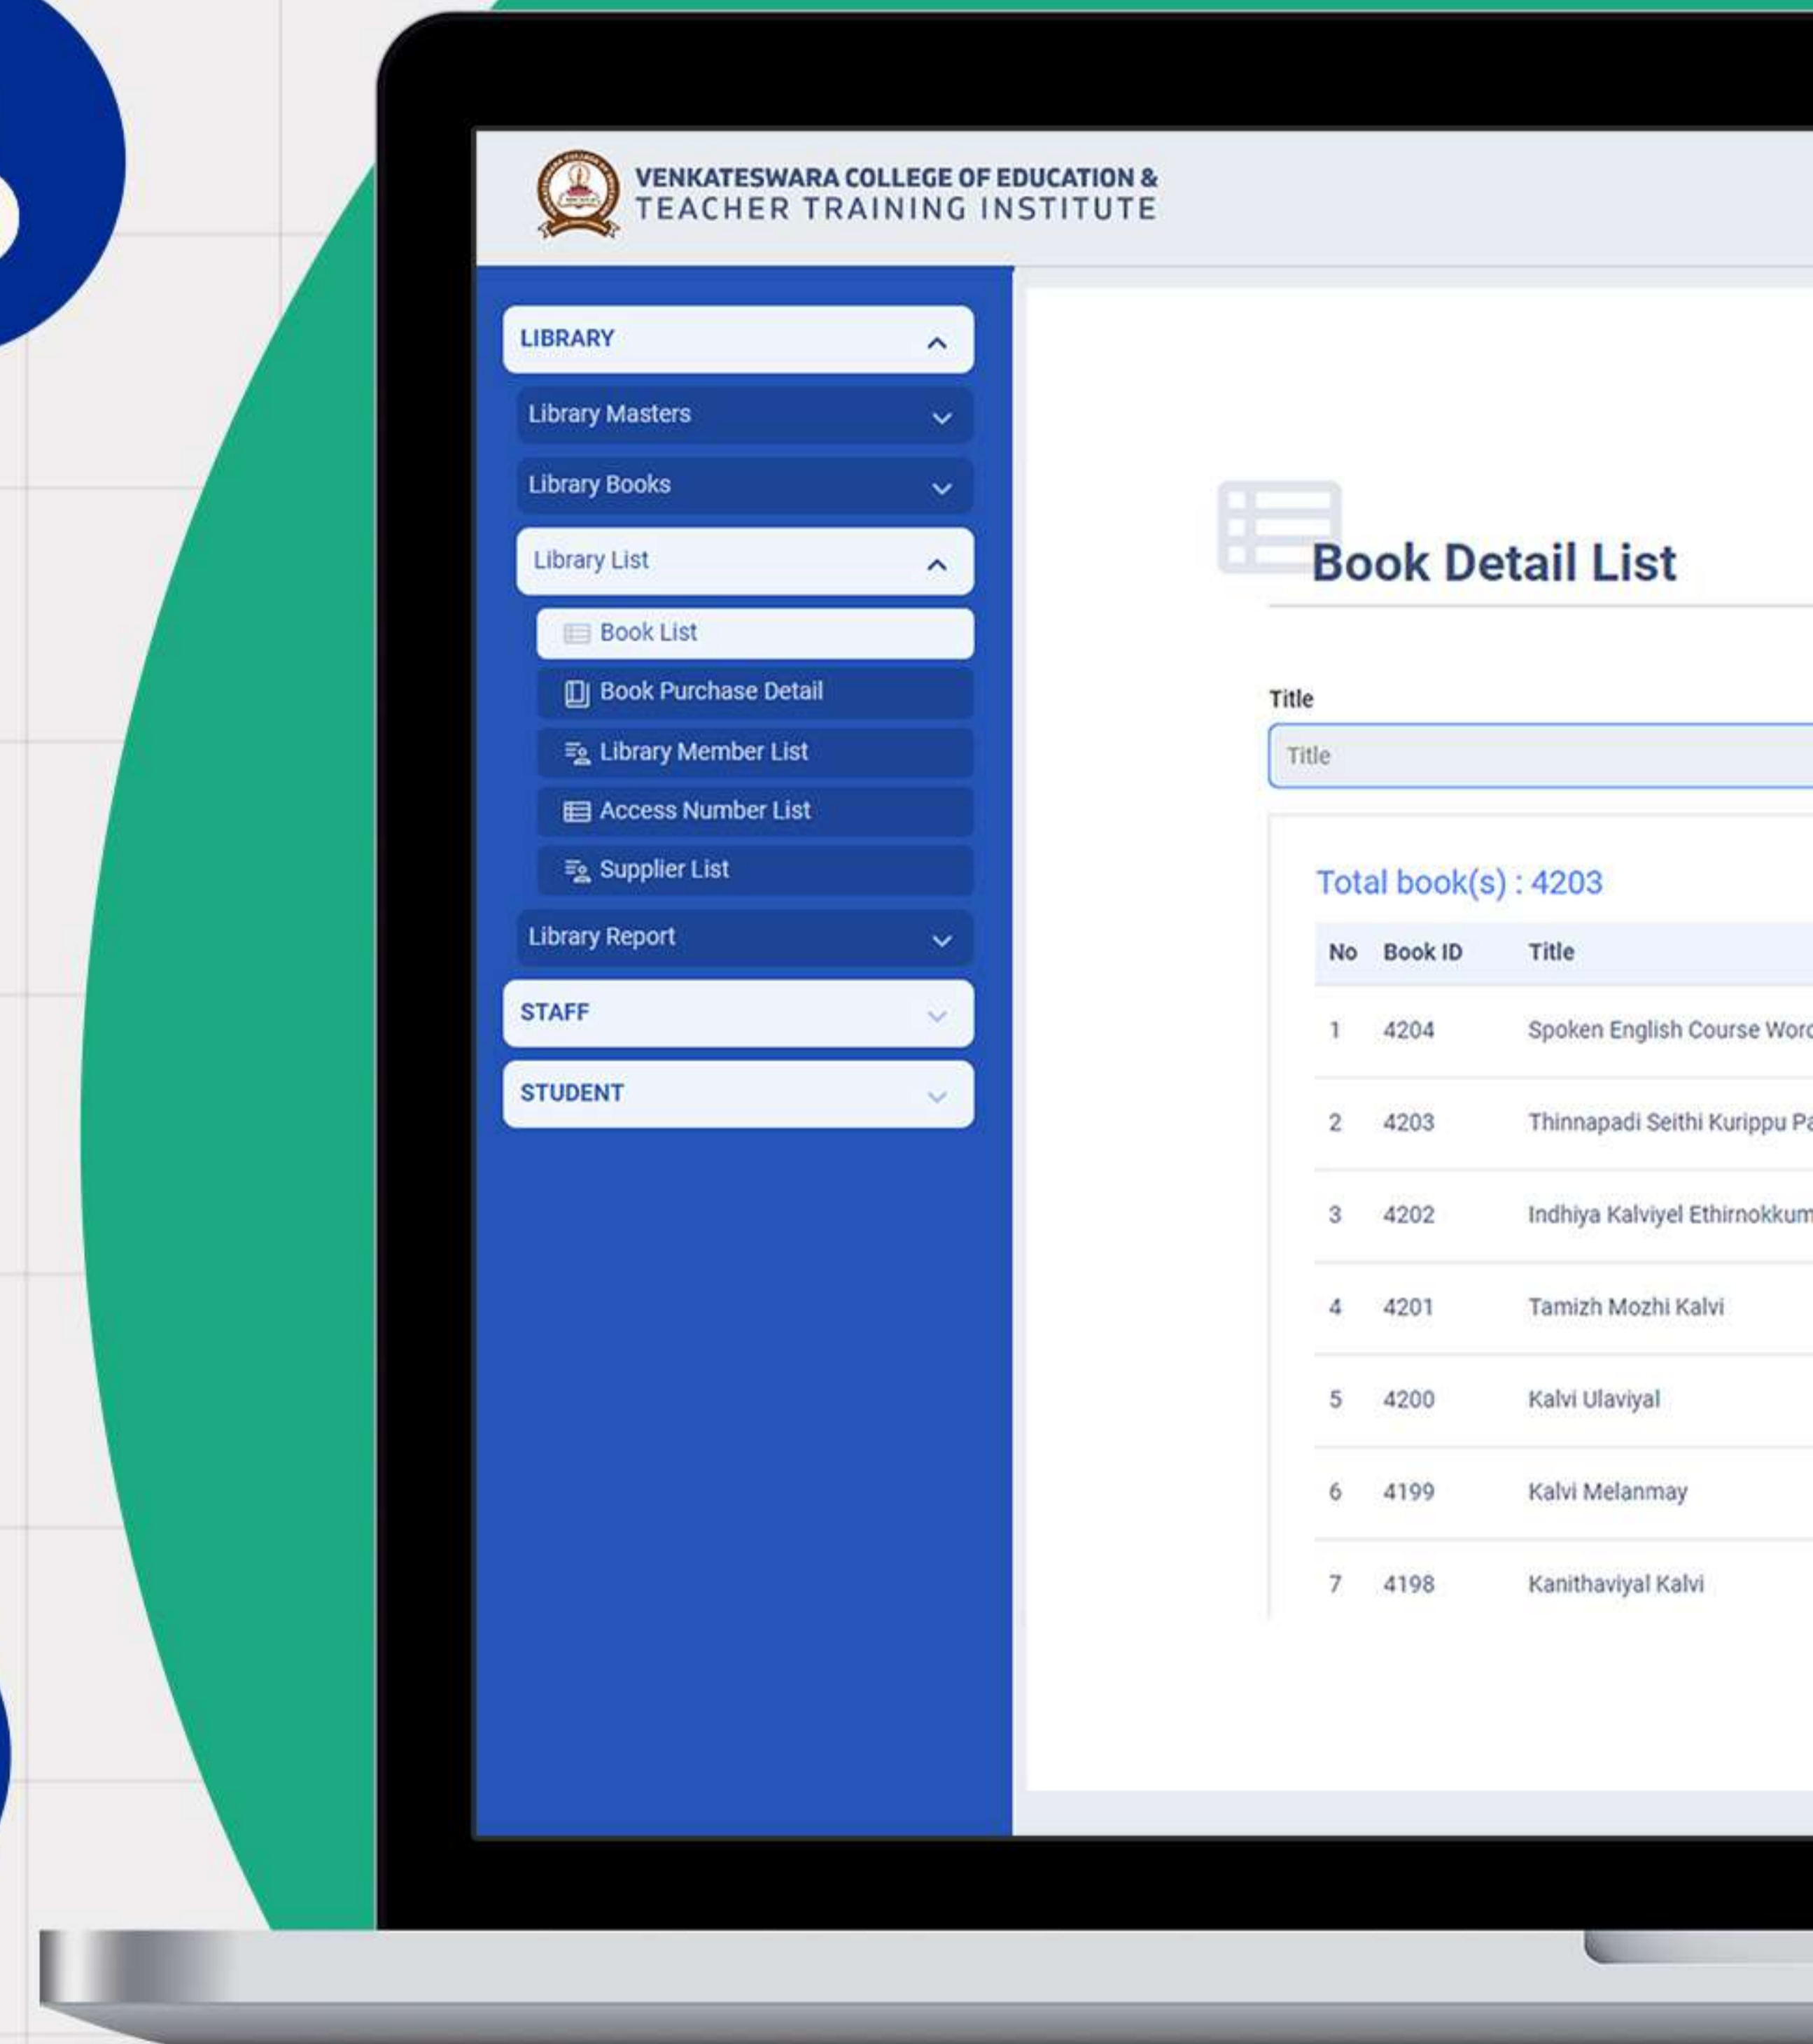 VENKATESWARA COLLEGE OF EDUCATION &
TEACHER TRAINING INSTITUTE
LIBRARY
Library Masters
Library Books
Library List
Book List
Book Purchase Detail
Library Member List
Access Number List
Supplier List
Library Report
STAFF
STUDENT
Book Detail List
Title
Title
Total book(s) : 4203
No Book ID Title
1 4204 Spoken English Course
2 4203 Thinnapadi Seithi Kurippu
3 4202 Indhiya Kalviyel Ethirnokkum
4 4201 Tamizh Mozhi Kalvi
5 4200 Kalvi Ulaviyal
6 4199 Kalvi Melanmay
7 4198 Kanithaviyal Kalvi